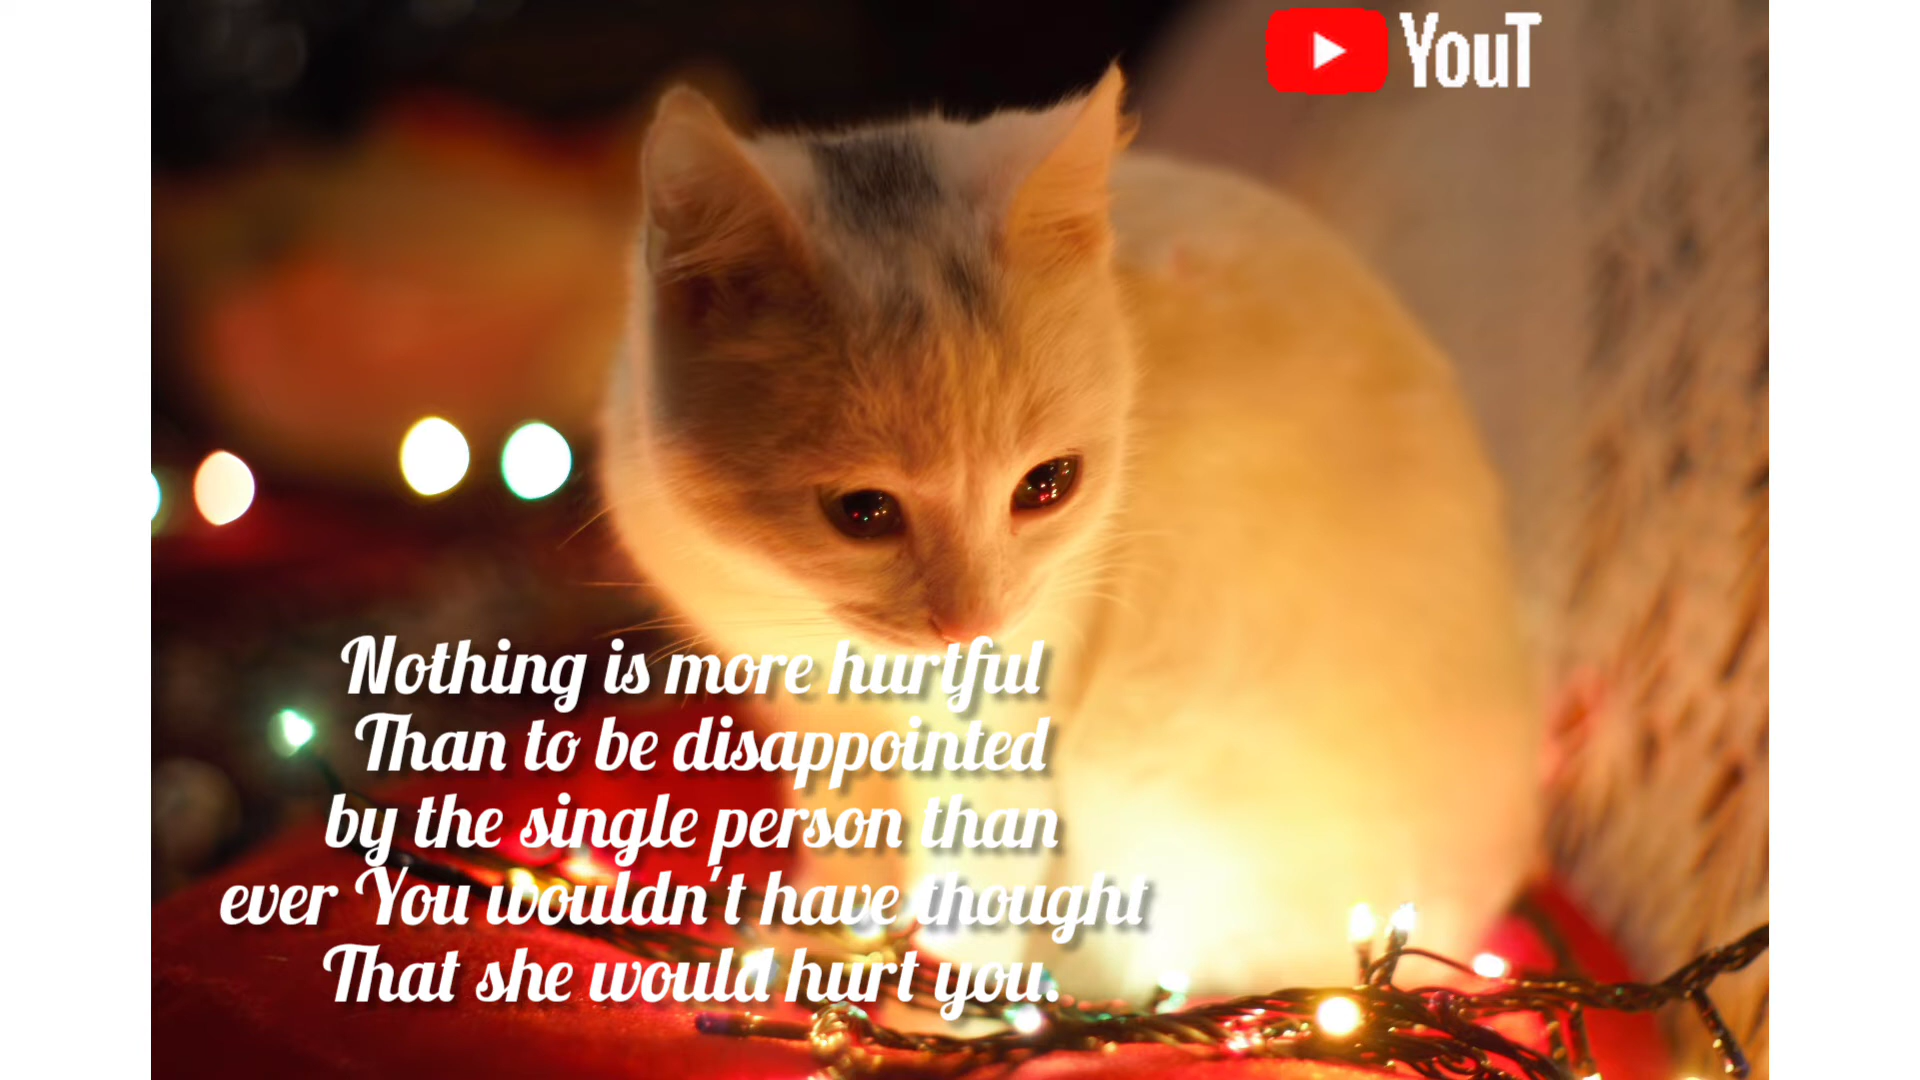 YouT
Nothing is more hurtful
Than to be disappointed
by the single person than
ever You wouldn't have thought
That she would hurt you.